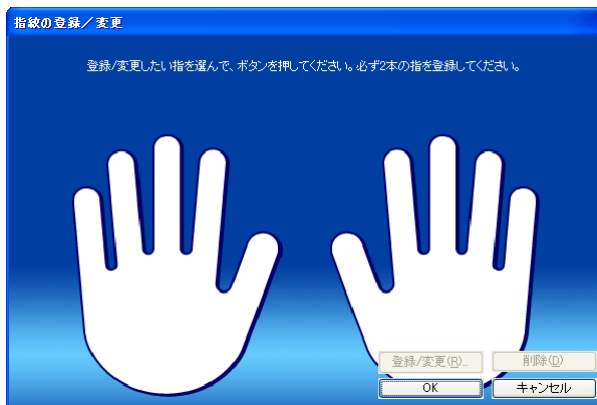 指紋の登録／変更
登録/変更したい指を選んで、ボタンを押してください。必ず2本の指を登録してください。
登録/変更(R)... 削除(D)
OK キャンセル